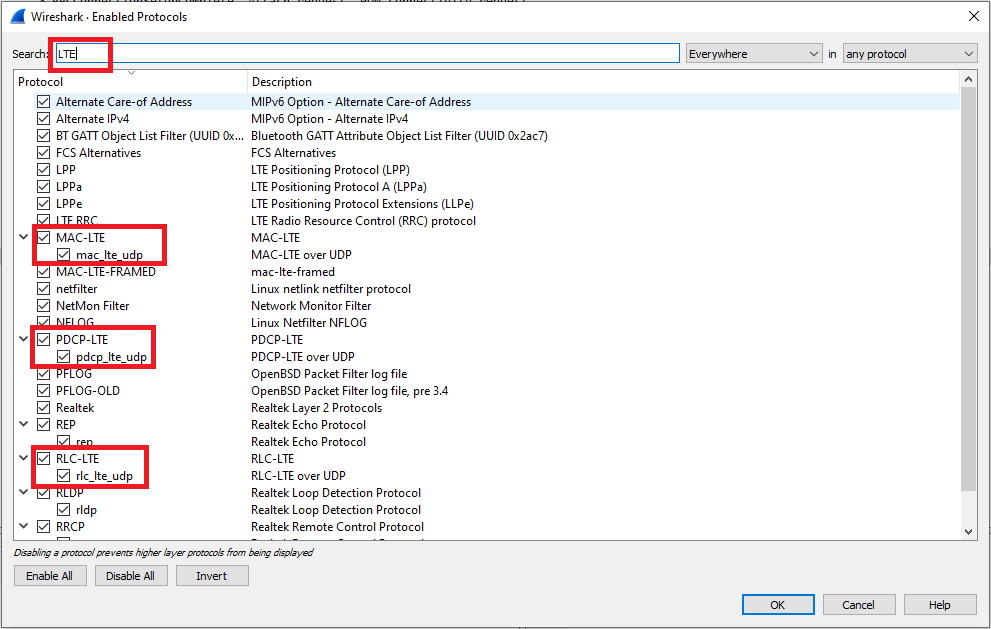 Wireshark · Enabled Protocols
Search: LTE Everywhere in any protocol
Protocol Description
Alternate Care-of Address MIPv6 Option - Alternate Care-of Address
Alternate IPv4 MIPv6 Option - Alternate IPv4
BT GATT Object List Filter (UUID 0x... Bluetooth GATT Attribute Object List Filter (UUID 0x2ac7)
FCS Alternatives FCS Alternatives
LPP LTE Positioning Protocol (LPP)
LPPa LTE Positioning Protocol A (LPPa)
LPPe LTE Positioning Protocol Extensions (LLPe)
LTE RRC LTE Radio Resource Control (RRC) protocol
MAC-LTE MAC-LTE
mac_lte_udp MAC-LTE over UDP
MAC-LTE-FRAMED mac-lte-framed
netfilter Linux netlink netfilter protocol
NetMon Filter Network Monitor Filter
NFLOG Linux Netfilter NFLOG
PDCP-LTE PDCP-LTE
pdcp_lte_udp PDCP-LTE over UDP
PFLOG OpenBSD Packet Filter log file
PFLOG-OLD OpenBSD Packet Filter log file, pre 3.4
Realtek Realtek Layer 2 Protocols
REP Realtek Echo Protocol
rep Realtek Echo Protocol
RLC-LTE RLC-LTE
rlc_lte_udp RLC-LTE over UDP
RLDP Realtek Loop Detection Protocol
rldp Realtek Loop Detection Protocol
RRCP Realtek Remote Control Protocol
Disabling a protocol prevents higher layer protocols from being displayed
Enable All Disable All Invert
OK Cancel Help